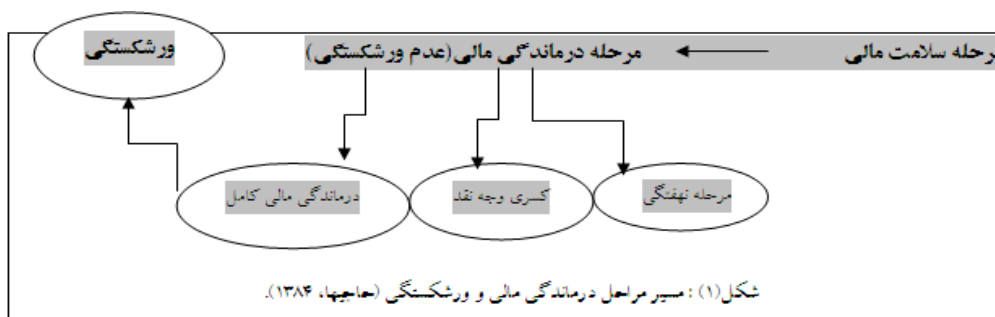 مرحله سلامت مالی
مرحله درماندگی مالی(عدم ورشکستگی)
ورشکستگی
مرحله نهفتگی
کسری وجه نقد
درماندگی مالی کامل
شکل(۱) : مسیر مراحل درماندگی مالی و ورشکستگی (حاجیها، ۱۳۸۴).